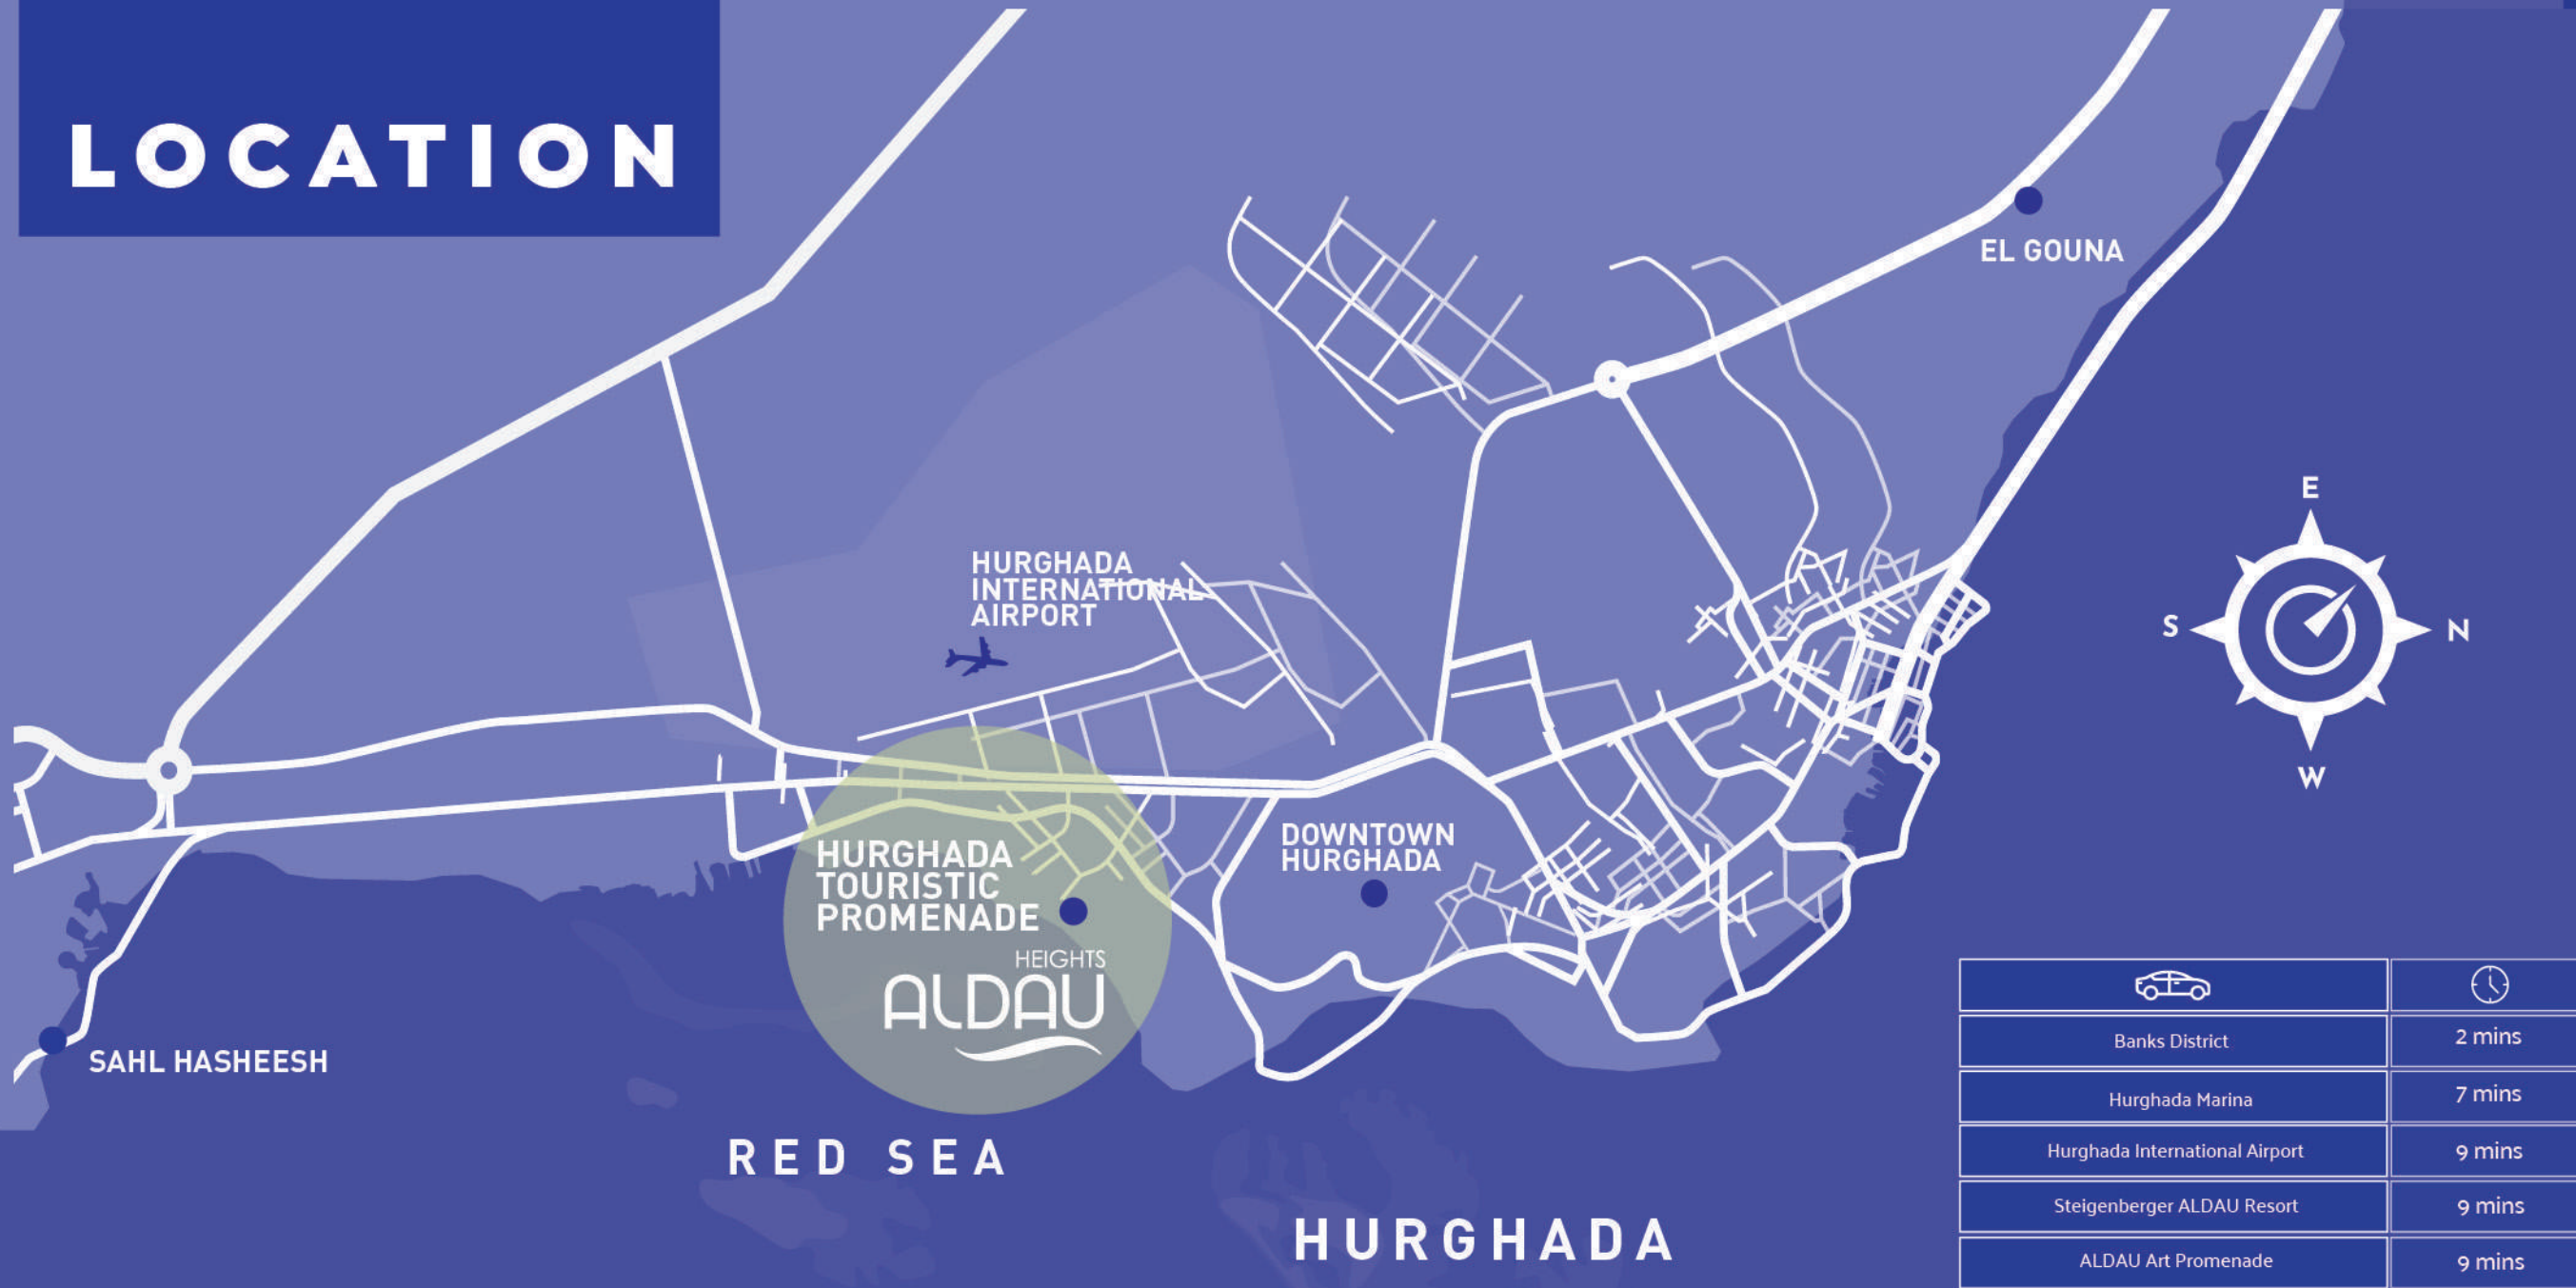 LOCATION
EL GOUNA
HURGHADA
INTERNATIONAL
AIRPORT
E
S
N
W
DOWNTOWN
HURGHADA
HURGHADA
TOURISTIC
PROMENADE
HEIGHTS
ALDAU
SAHL HASHEESH
RED SEA
HURGHADA
Banks District 2 mins
Hurghada Marina 7 mins
Hurghada International Airport 9 mins
Steigenberger ALDAU Resort 9 mins
ALDAU Art Promenade 9 mins